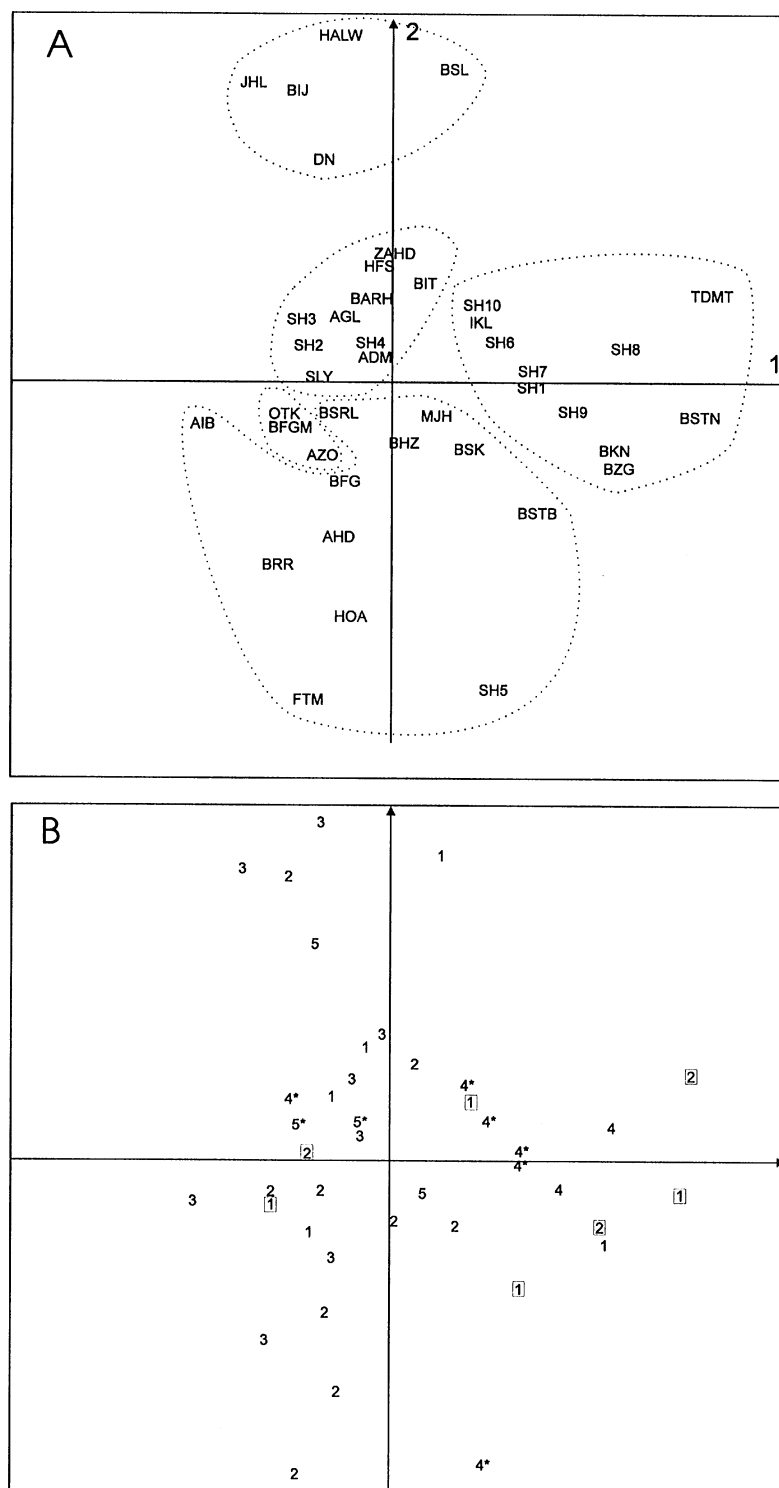 A
2
HALW
BSL
JHL
BIJ
DN
ZAHD
HFS
BIT
BARH
TDMT
SH10
AGL
SH3
IKL
SH2
SH4
SH6
SH8
ADM
1
SLY
SH7
SH1
OTK
BSRL
MJH
SH9
BSTN
AIB
BFGM
BHZ
BSK
BKN
AZO
BZG
BFG
BSTB
AHD
BRR
HOA
SH5
FTM
B
3
1
3
2
5
3
1
2
3
2
4*
4*
1
1
5*
5*
4*
4
3
2
4*
4*
2
2
5
4
3
1
1
2
2
2
1
1
3
1
2
3
2
4*
2